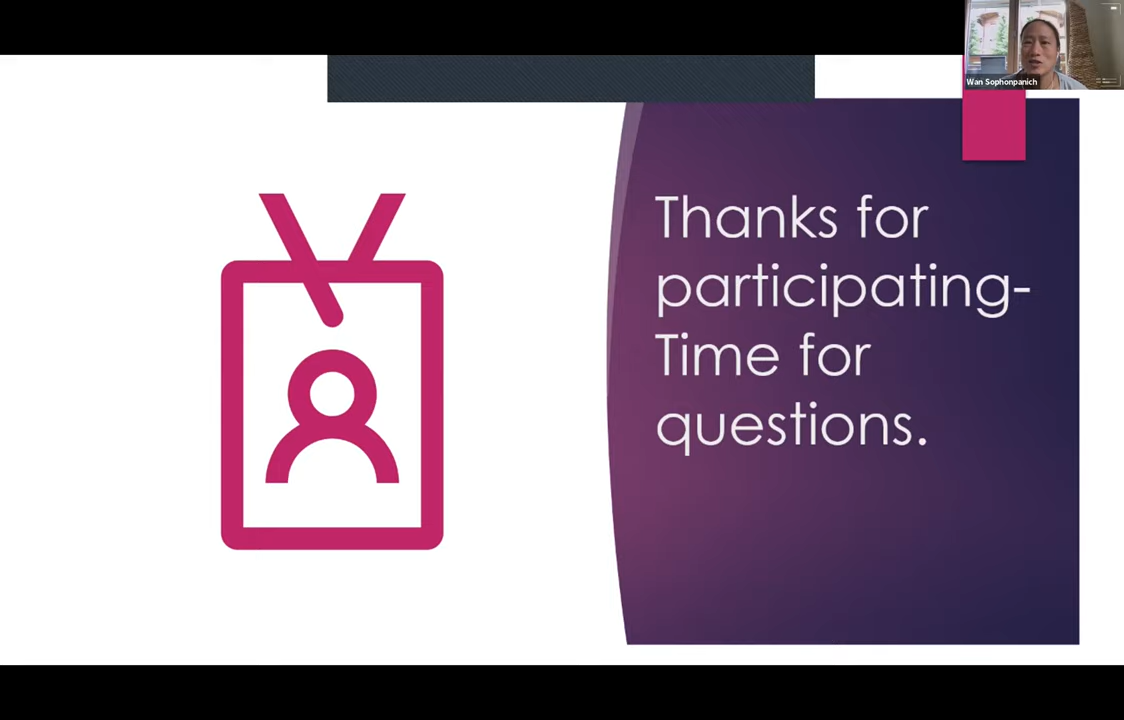 Wan Sophonpanich
Thanks for
participating-
Time for
questions.